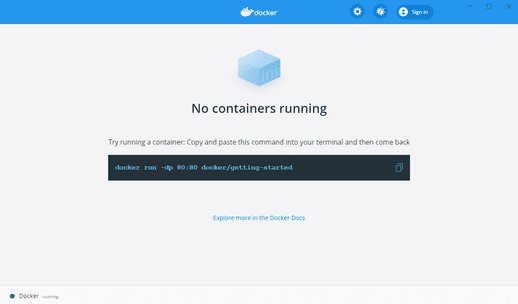 docker
Sign in
No containers running
Try running a container: Copy and paste this command into your terminal and then come back
docker run -dp 80:80 docker/getting-started
Explore more in the Docker Docs
Docker running